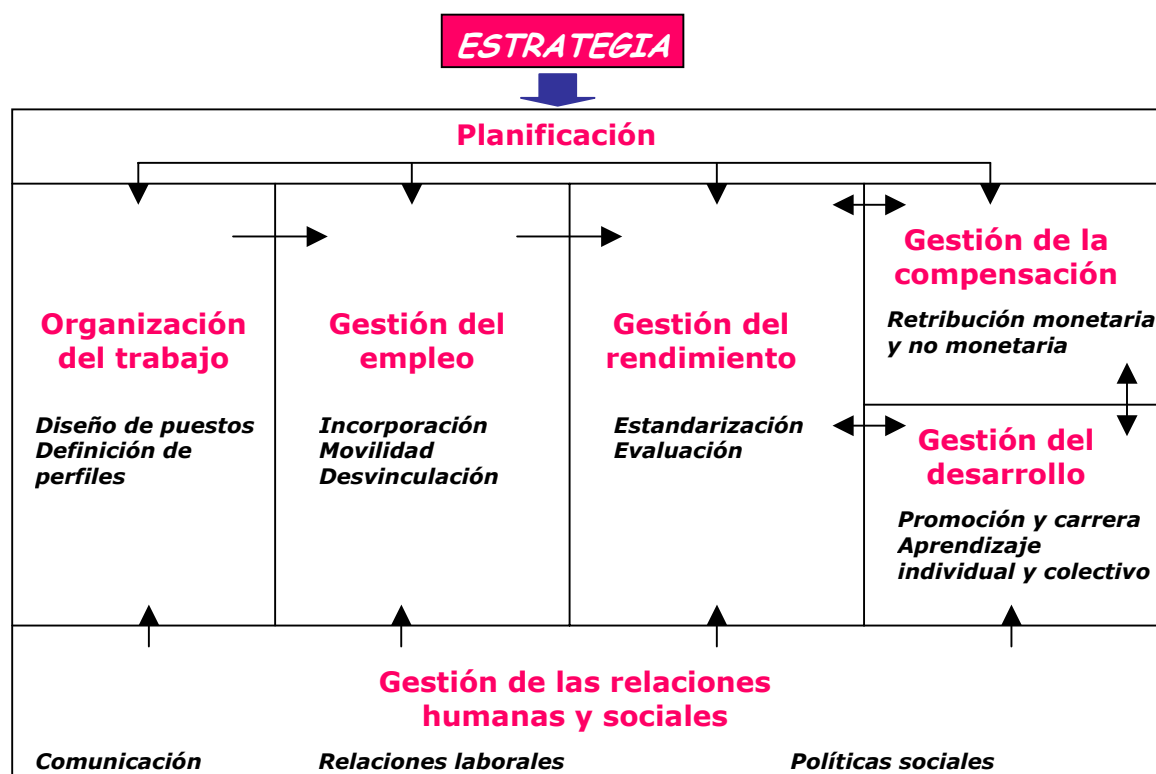 ESTRATEGIA
Planificación
Organización
del trabajo
Diseño de puestos
Definición de
perfiles
Gestión del
empleo
Incorporación
Movilidad
Desvinculación
Gestión del
rendimiento
Estandarización
Evaluación
Gestión de la
compensación
Retribución monetaria
y no monetaria
Gestión del
desarrollo
Promoción y carrera
Aprendizaje
individual y colectivo
Gestión de las relaciones
humanas y sociales
Comunicación
Relaciones laborales
Políticas sociales